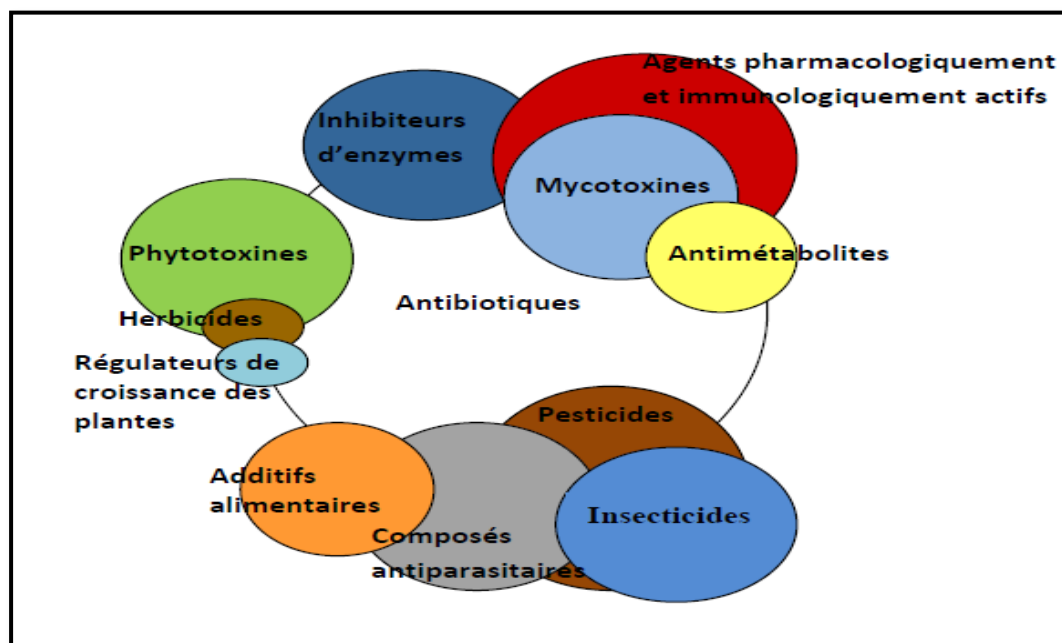 Agents pharmacologiquement
et immunologiquement actifs
Inhibiteurs
d’enzymes
Mycotoxines
Phytotoxines
Antimétabolites
Antibiotiques
Herbicides
Régulateurs de
croissance des
plantes
Pesticides
Additifs
alimentaires
Insecticides
Composés
antiparasitaires